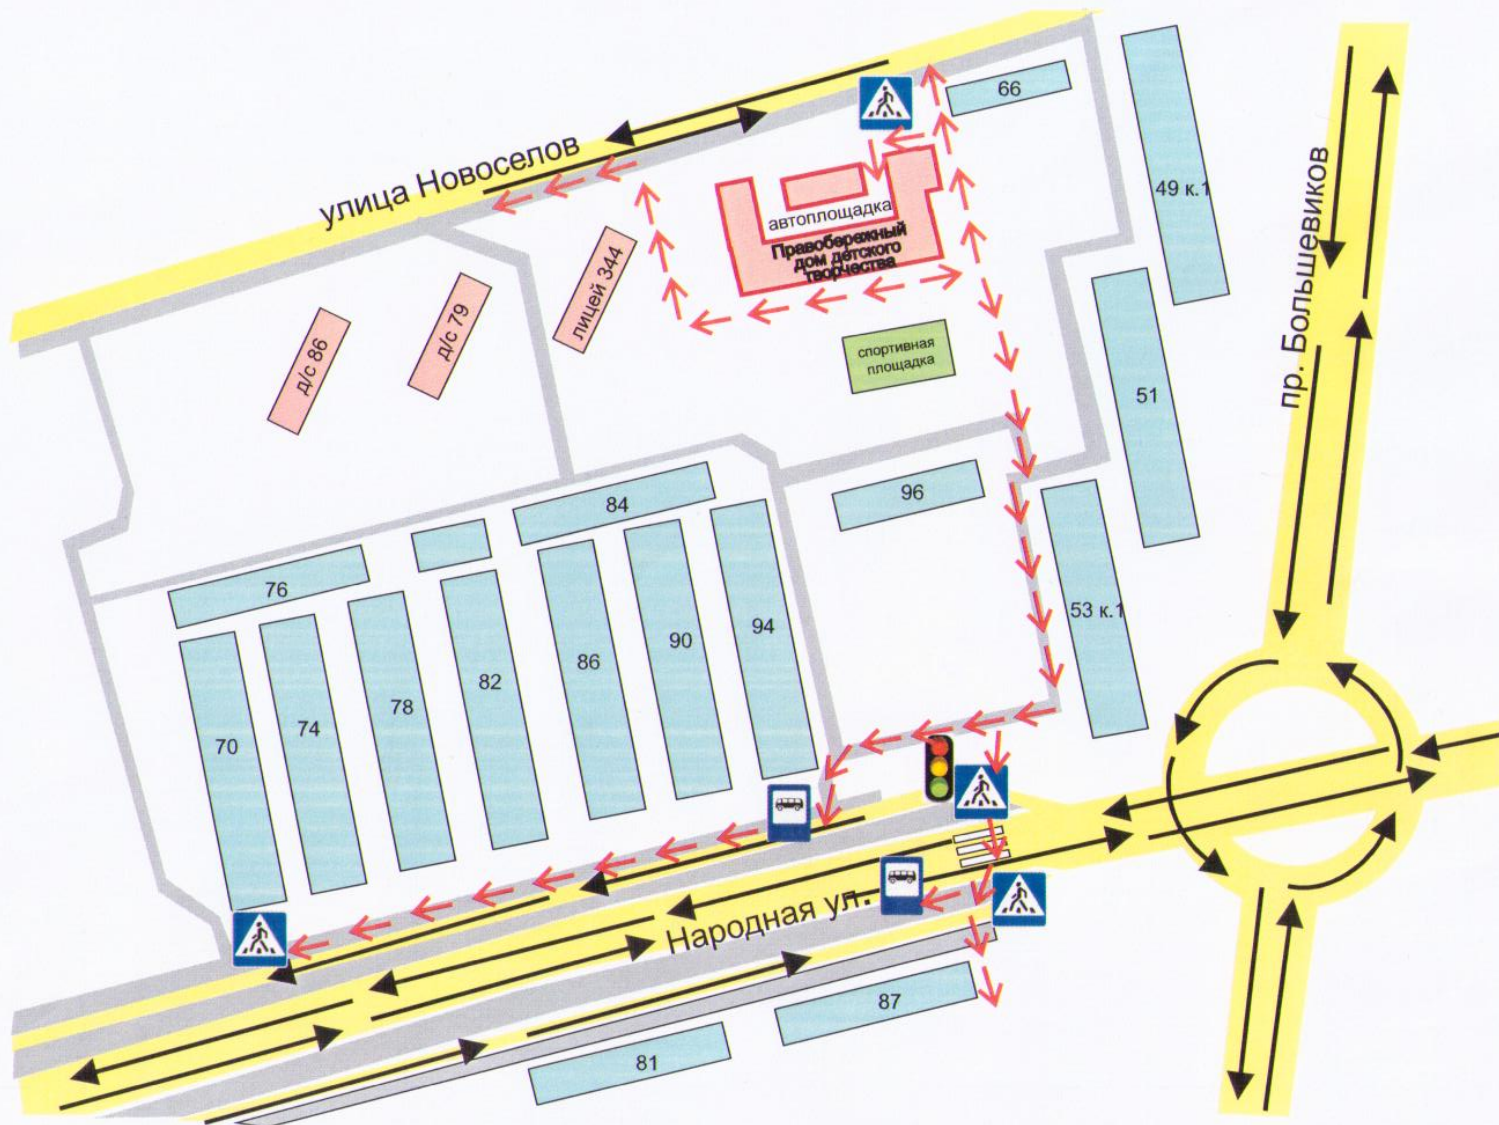 66
улица Новоселов
49 к.1
пр. Большевиков
автоплощадка
Правобережный
дом детского
творчества
лицей 344
д/с 79
д/с 86
спортивная
площадка
51
96
84
76
53 к.1
94
90
86
82
78
74
70
Народная ул.
87
81